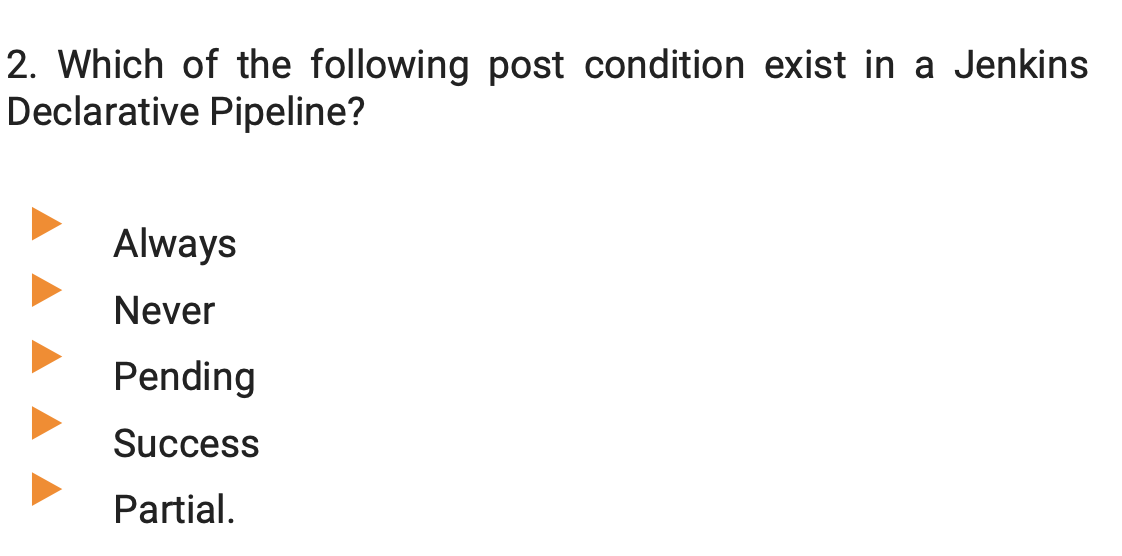 2. Which of the following post condition exist in a Jenkins
Declarative Pipeline?
Always
Never
Pending
Success
Partial.